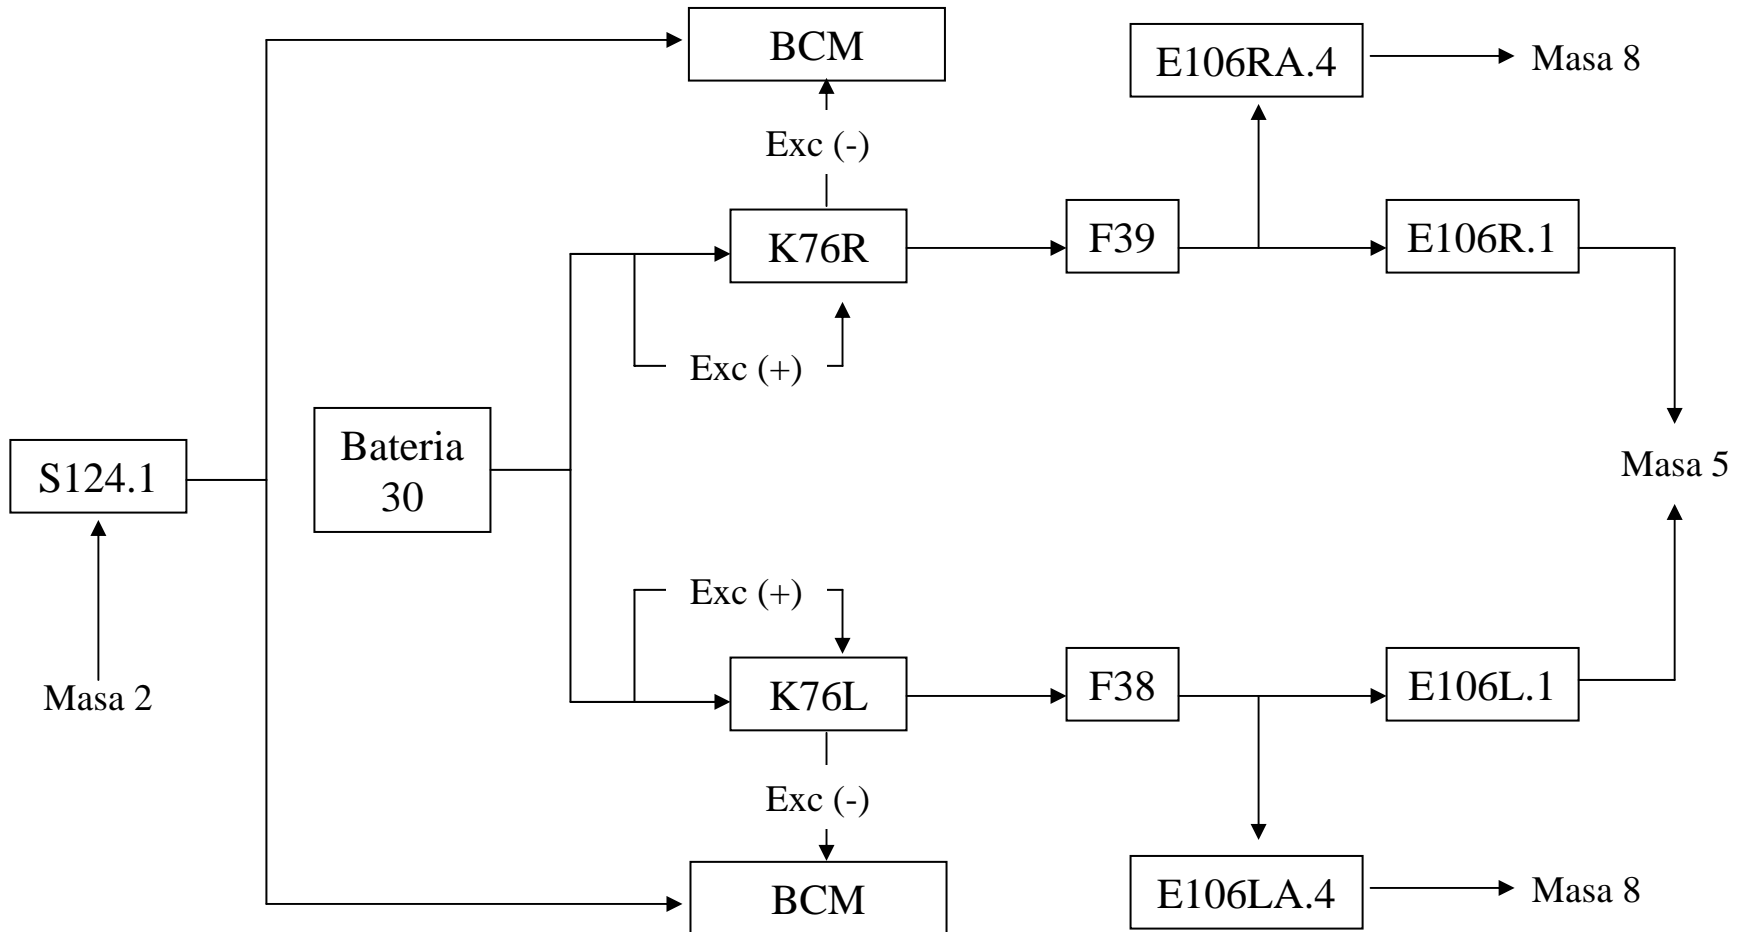 BCM
E106RA.4
Masa 8
Exc (-)
K76R
F39
E106R.1
Exc (+)
Bateria
30
S124.1
Masa 5
Exc (+)
Masa 2
K76L
F38
E106L.1
Exc (-)
BCM
E106LA.4
Masa 8